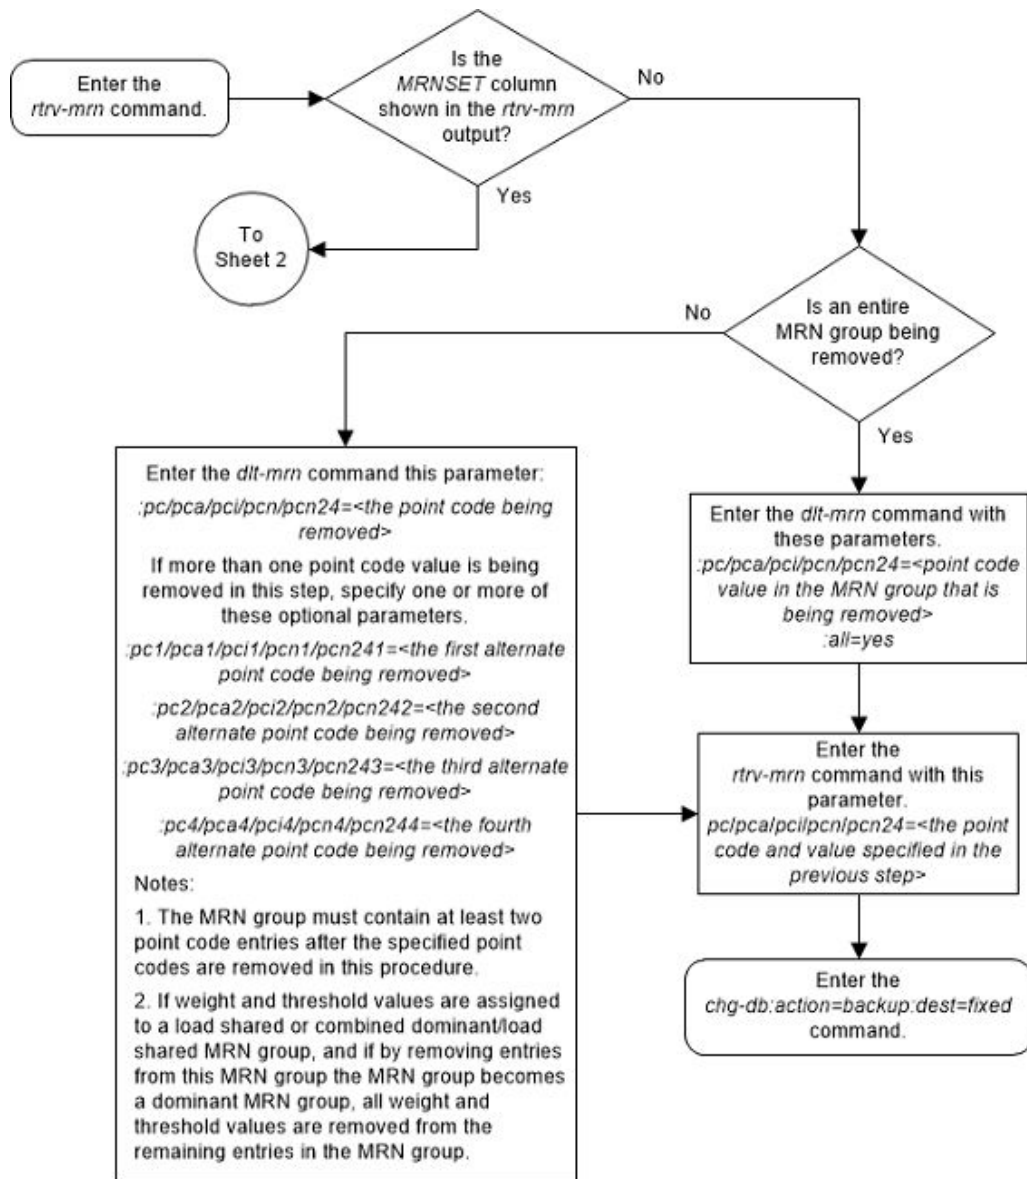 Enter the
rtrv-mrn command.
Is the
MRNSET column
shown in the rtrv-mrn
output?
No
Yes
To
Sheet 2
Is an entire
MRN group being
removed?
No
Yes
Enter the dlt-mrn command this parameter:
:pc/pca/pci/pcn/pcn24=<the point code being
removed>
If more than one point code value is being
removed in this step, specify one or more of
these optional parameters.
:pc1/pca1/pci1/pcn1/pcn241=<the first alternate
point code being removed>
:pc2/pca2/pci2/pcn2/pcn242=<the second
alternate point code being removed>
:pc3/pca3/pci3/pcn3/pcn243=<the third alternate
point code being removed>
:pc4/pca4/pci4/pcn4/pcn244=<the fourth
alternate point code being removed>
Notes:
1. The MRN group must contain at least two
point code entries after the specified point
codes are removed in this procedure.
2. If weight and threshold values are assigned
to a load shared or combined dominant/load
shared MRN group, and if by removing entries
from this MRN group the MRN group becomes
a dominant MRN group, all weight and
threshold values are removed from the
remaining entries in the MRN group.
Enter the dlt-mrn command with
these parameters.
:pc/pca/pci/pcn/pcn24=<point code
value in the MRN group that is
being removed>
:all=yes
Enter the
rtrv-mrn command with this
parameter.
pc/pca/pci/pcn/pcn24=<the point
code and value specified in the
previous step>
Enter the
chg-db:action=backup:dest=fixed
command.